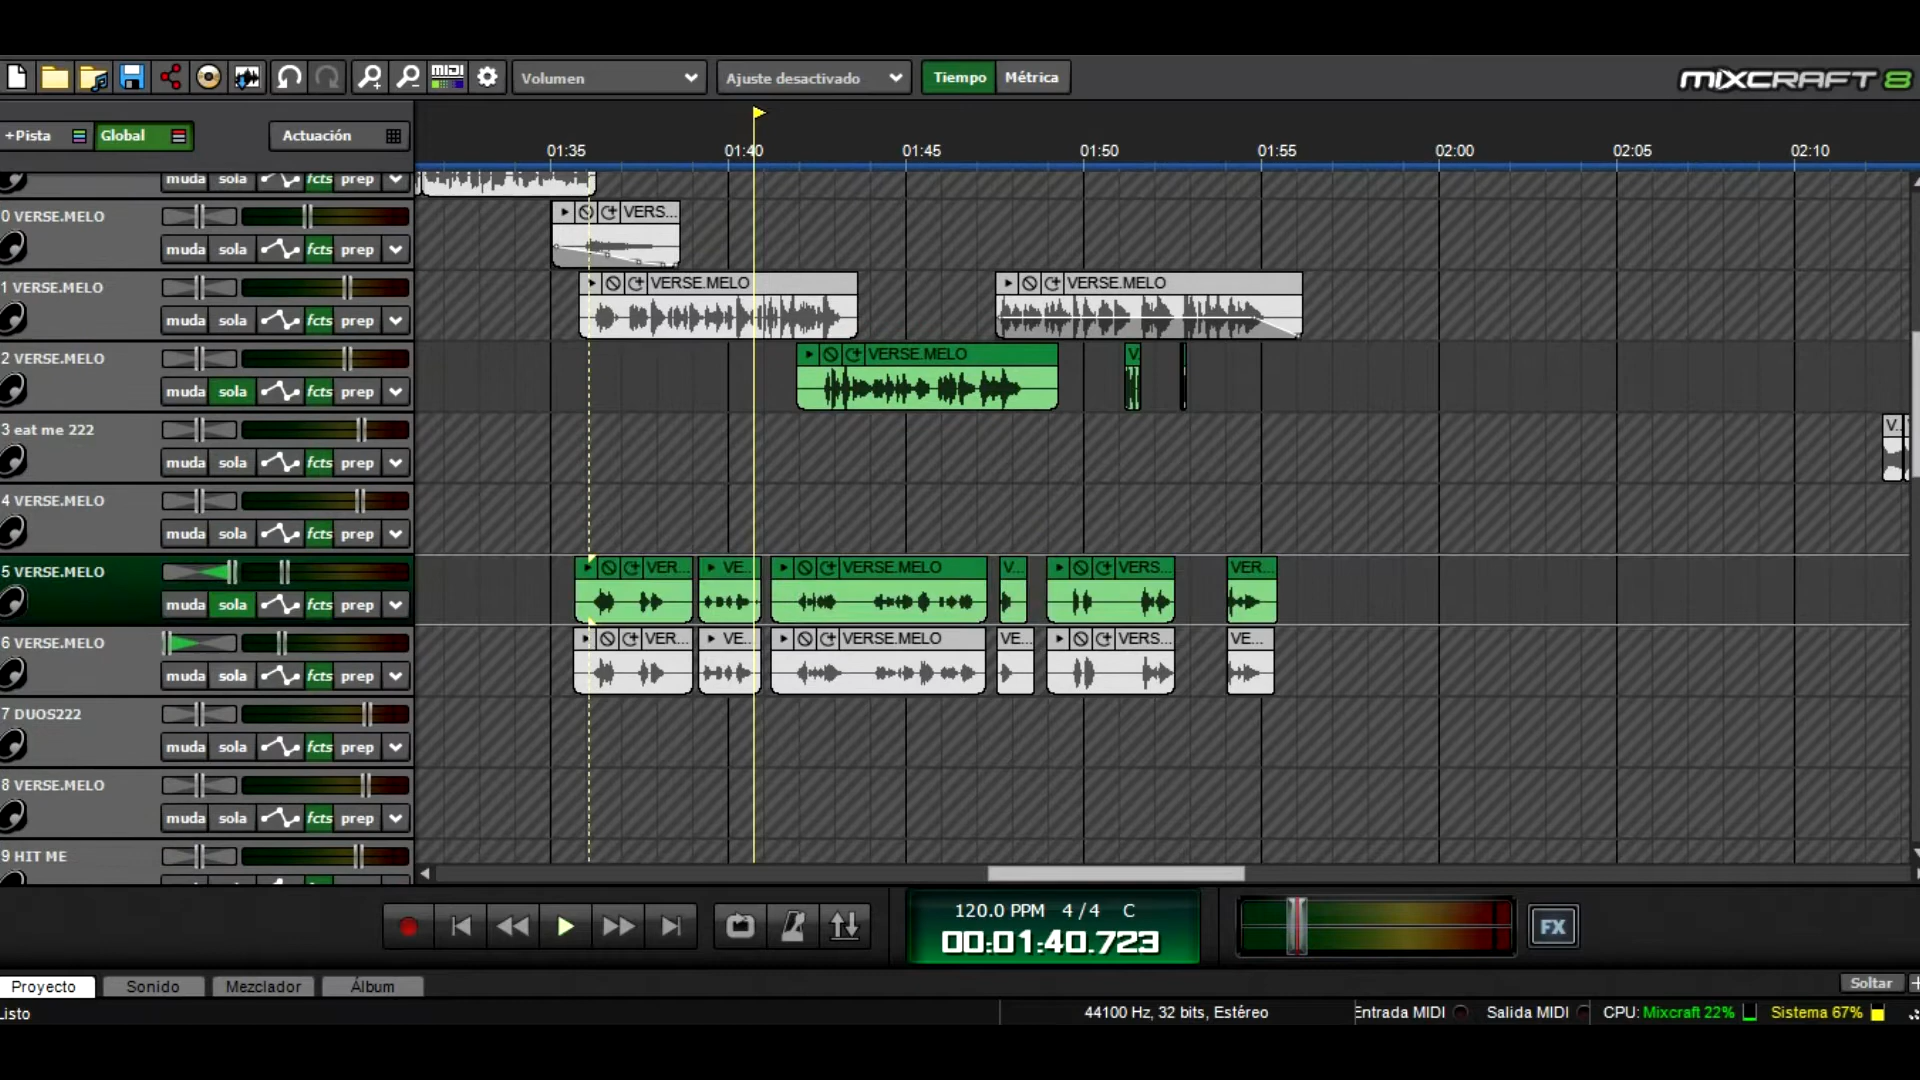 MIDI Volumen Ajuste desactivado Tiempo Métrica MIXCRAFT 8
+Pista Global Actuación
01:35 01:40 01:45 01:50 01:55 02:00 02:05 02:10
muda sola fcts prep
0 VERSE.MELO VERS...
muda sola fcts prep
1 VERSE.MELO VERSE.MELO VERSE.MELO
muda sola fcts prep
2 VERSE.MELO VERSE.MELO V
muda sola fcts prep
3 eat me 222 V..
muda sola fcts prep
4 VERSE.MELO
muda sola fcts prep
5 VERSE.MELO VER... VE... VERSE.MELO V... VERS... VER...
muda sola fcts prep
6 VERSE.MELO VER... VE... VERSE.MELO VE... VERS... VE...
muda sola fcts prep
7 DUOS222
muda sola fcts prep
8 VERSE.MELO
muda sola fcts prep
9 HIT ME
120.0 PPM 4/4 C
00:01:40.723
FX
Proyecto Sonido Mezclador Álbum Soltar
Listo 44100 Hz, 32 bits, Estéreo Entrada MIDI Salida MIDI CPU: Mixcraft 22% Sistema 67%